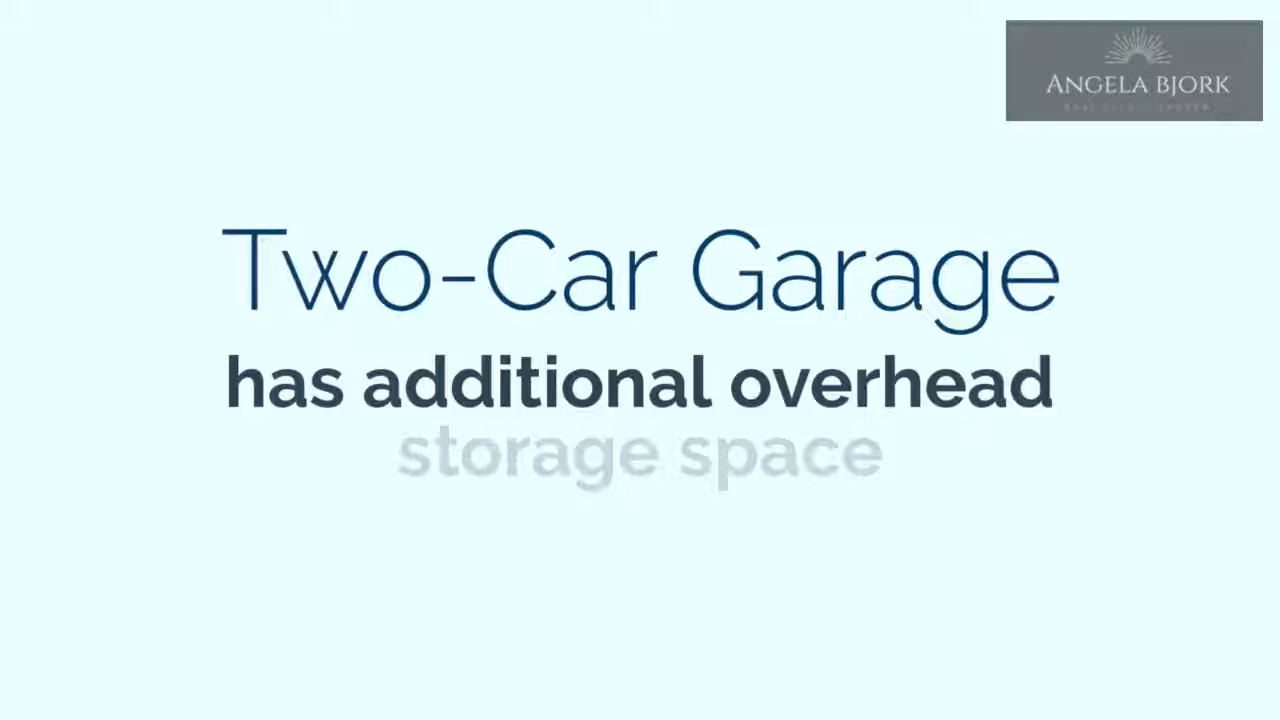 ANGELA BJORK
Two-Car Garage
has additional overhead
storage space